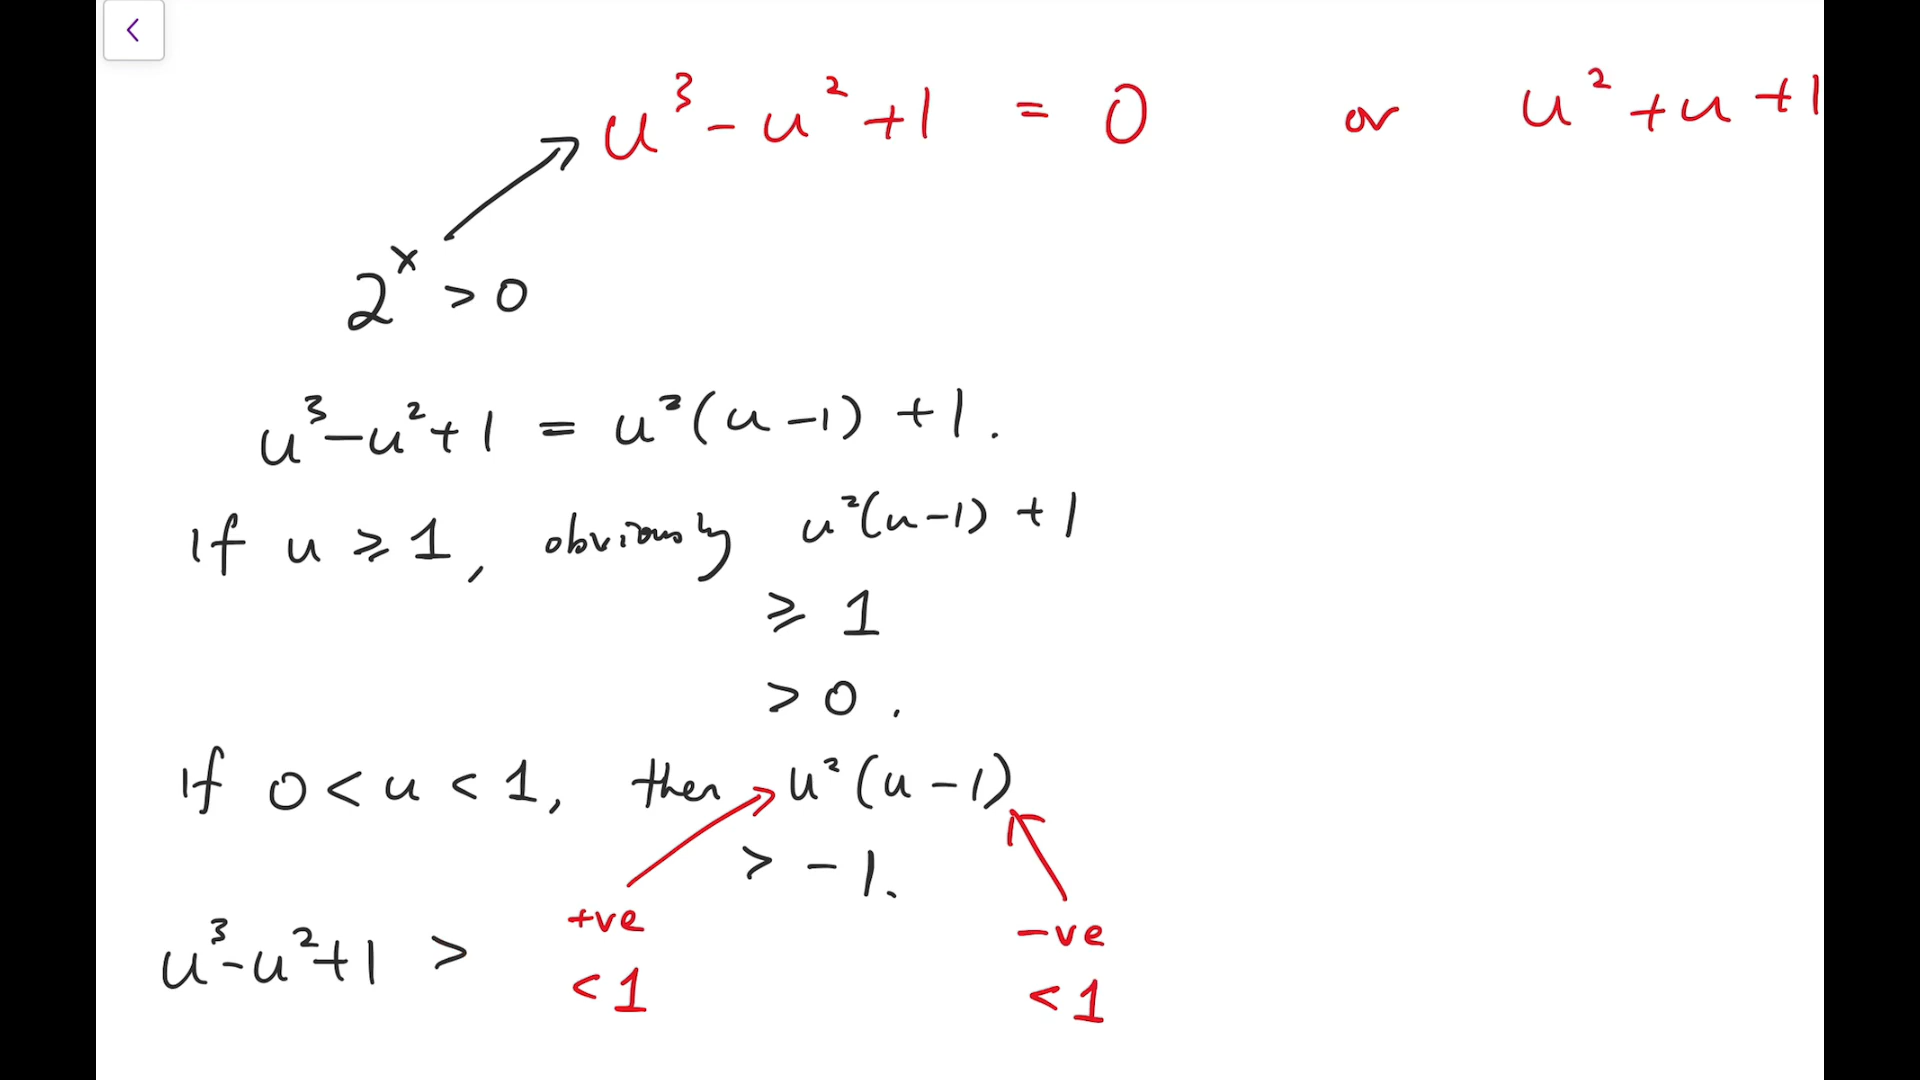 u³ - u² + 1 = 0 or u² + u + 1
2ˣ > 0
u³ - u² + 1 = u²(u - 1) + 1.
If u ⩾ 1, obviously u²(u - 1) + 1
⩾ 1
> 0.
If 0 < u < 1, then u²(u - 1)
> - 1.
+ve -ve
u³ - u² + 1 >
< 1 < 1